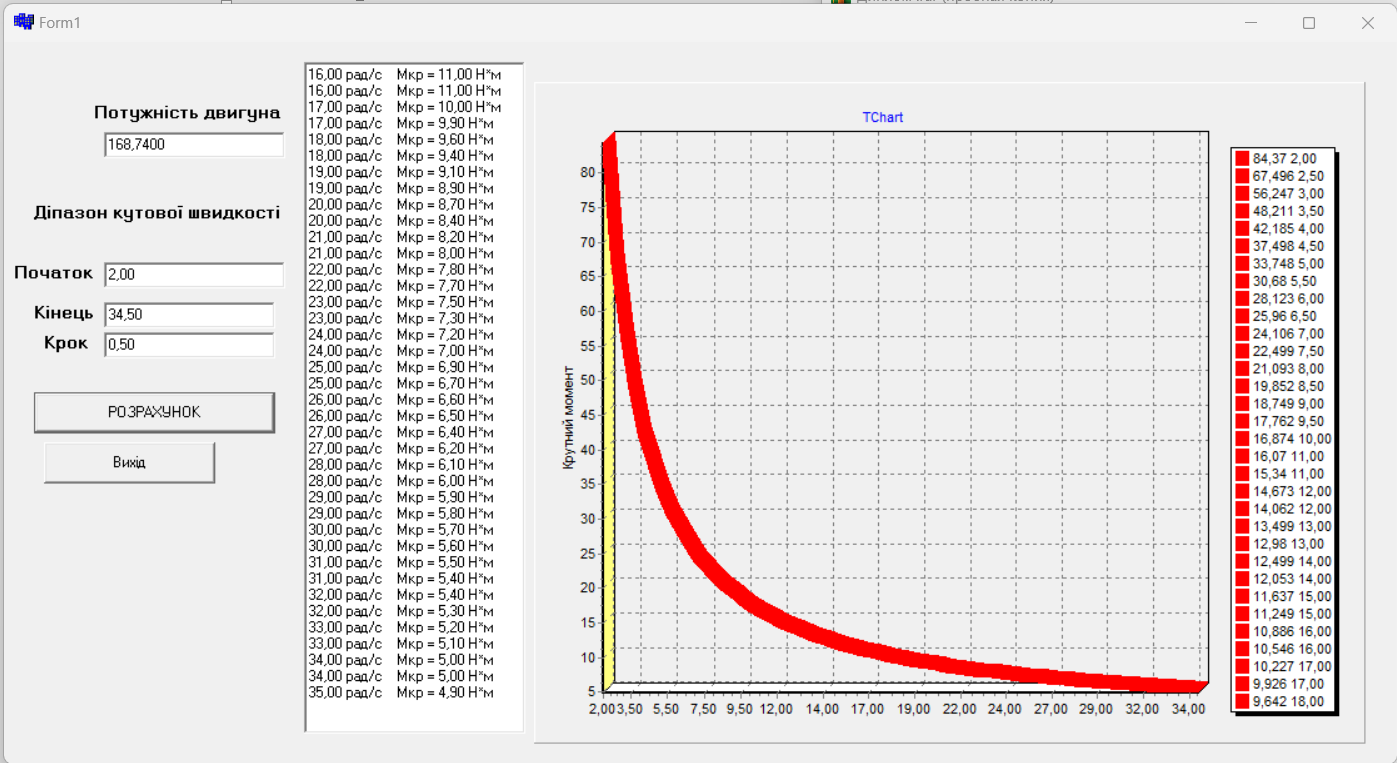 Form1
Потужність двигуна
168,7400
Діпазон кутової швидкості
Початок 2,00
Кінець 34,50
Крок 0,50
РОЗРАХУНОК
Вихід
16,00 рад/с Мкр = 11,00 Н*м
16,00 рад/с Мкр = 11,00 Н*м
17,00 рад/с Мкр = 10,00 Н*м
17,00 рад/с Мкр = 9,90 Н*м
18,00 рад/с Мкр = 9,60 Н*м
18,00 рад/с Мкр = 9,40 Н*м
19,00 рад/с Мкр = 9,10 Н*м
19,00 рад/с Мкр = 8,90 Н*м
20,00 рад/с Мкр = 8,70 Н*м
20,00 рад/с Мкр = 8,40 Н*м
21,00 рад/с Мкр = 8,20 Н*м
21,00 рад/с Мкр = 8,00 Н*м
22,00 рад/с Мкр = 7,80 Н*м
22,00 рад/с Мкр = 7,70 Н*м
23,00 рад/с Мкр = 7,50 Н*м
23,00 рад/с Мкр = 7,30 Н*м
24,00 рад/с Мкр = 7,20 Н*м
24,00 рад/с Мкр = 7,00 Н*м
25,00 рад/с Мкр = 6,90 Н*м
25,00 рад/с Мкр = 6,70 Н*м
26,00 рад/с Мкр = 6,60 Н*м
26,00 рад/с Мкр = 6,50 Н*м
27,00 рад/с Мкр = 6,40 Н*м
27,00 рад/с Мкр = 6,20 Н*м
28,00 рад/с Мкр = 6,10 Н*м
28,00 рад/с Мкр = 6,00 Н*м
29,00 рад/с Мкр = 5,90 Н*м
29,00 рад/с Мкр = 5,80 Н*м
30,00 рад/с Мкр = 5,70 Н*м
30,00 рад/с Мкр = 5,60 Н*м
31,00 рад/с Мкр = 5,50 Н*м
31,00 рад/с Мкр = 5,40 Н*м
32,00 рад/с Мкр = 5,40 Н*м
32,00 рад/с Мкр = 5,30 Н*м
33,00 рад/с Мкр = 5,20 Н*м
33,00 рад/с Мкр = 5,10 Н*м
34,00 рад/с Мкр = 5,00 Н*м
34,00 рад/с Мкр = 5,00 Н*м
35,00 рад/с Мкр = 4,90 Н*м
TChart
Крутний момент
80
75
70
65
60
55
50
45
40
35
30
25
20
15
10
5
2,00 3,50 5,50 7,50 9,50 12,00 14,00 17,00 19,00 22,00 24,00 27,00 29,00 32,00 34,00
84,37 2,00
67,496 2,50
56,247 3,00
48,211 3,50
42,185 4,00
37,498 4,50
33,748 5,00
30,68 5,50
28,123 6,00
25,96 6,50
24,106 7,00
22,499 7,50
21,093 8,00
19,852 8,50
18,749 9,00
17,762 9,50
16,874 10,00
16,07 11,00
15,34 11,00
14,673 12,00
14,062 12,00
13,499 13,00
12,98 13,00
12,499 14,00
12,053 14,00
11,637 15,00
11,249 15,00
10,886 16,00
10,546 16,00
10,227 17,00
9,926 17,00
9,642 18,00